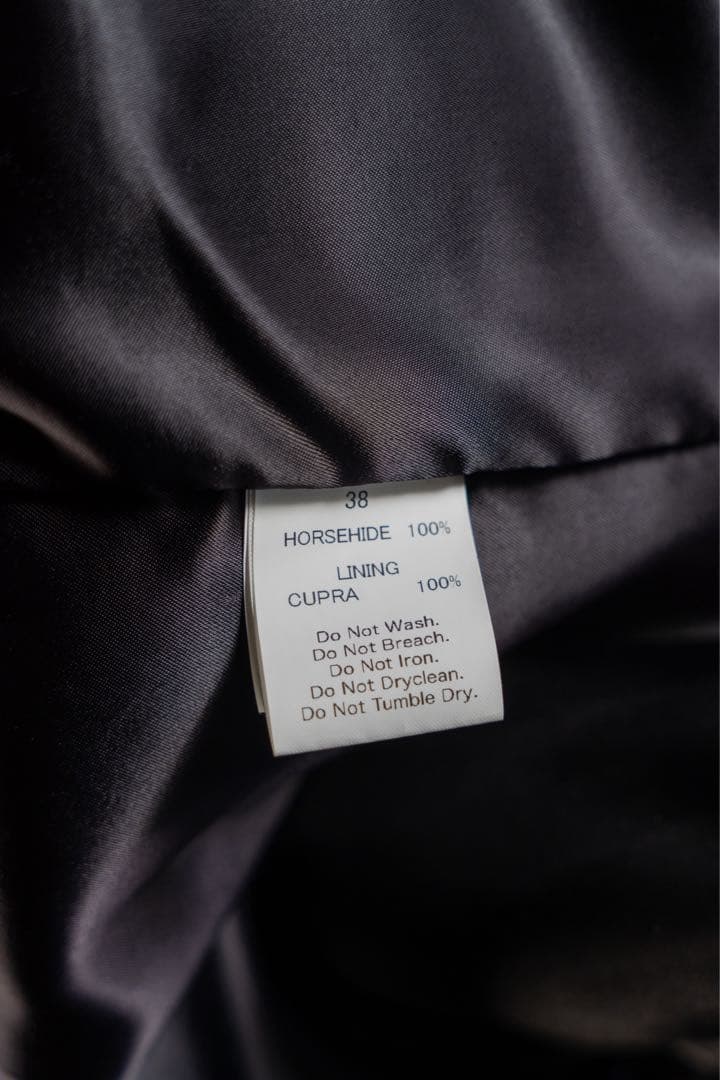 38
HORSEHIDE 100%
LINING
CUPRA 100%
Do Not Wash.
Do Not Breach.
Do Not Iron.
Do Not Dryclean.
Do Not Tumble Dry.